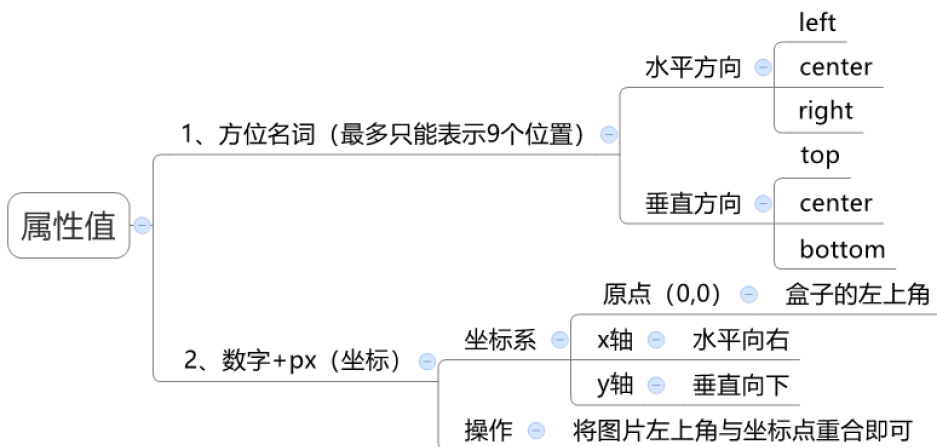 属性值
1、方位名词（最多只能表示9个位置）
水平方向
left
center
right
垂直方向
top
center
bottom
2、数字+px（坐标）
坐标系
原点（0,0）
盒子的左上角
x轴
水平向右
y轴
垂直向下
操作
将图片左上角与坐标点重合即可